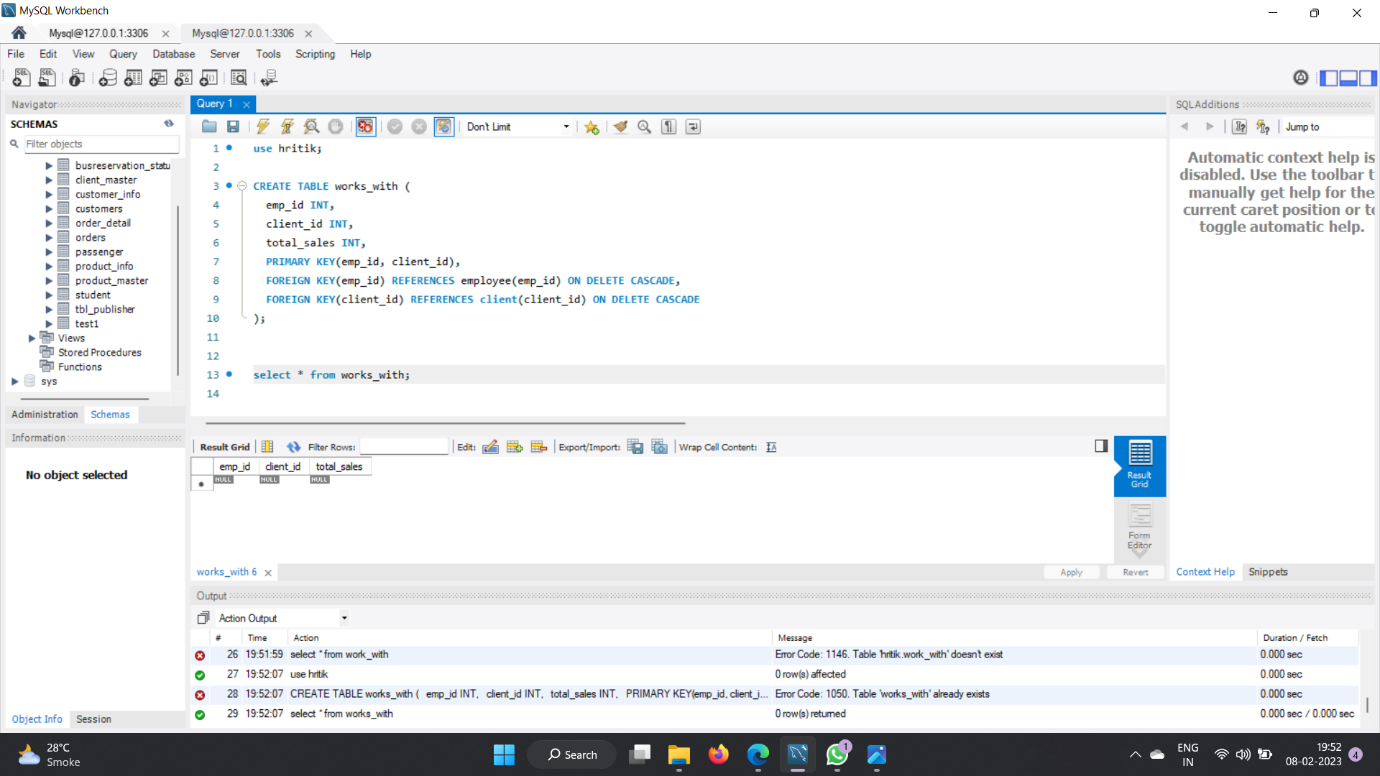 MySQL Workbench
Mysql@127.0.0.1:3306 Mysql@127.0.0.1:3306
File Edit View Query Database Server Tools Scripting Help
Navigator
SCHEMAS
Filter objects
busreservation_statu
client_master
customer_info
customers
order_detail
orders
passenger
product_info
product_master
student
tbl_publisher
test1
Views
Stored Procedures
Functions
sys
Administration Schemas
Information
No object selected
Object Info Session
Query 1
Don't Limit
1 use hritik;
2
3 CREATE TABLE works_with (
4 emp_id INT,
5 client_id INT,
6 total_sales INT,
7 PRIMARY KEY(emp_id, client_id),
8 FOREIGN KEY(emp_id) REFERENCES employee(emp_id) ON DELETE CASCADE,
9 FOREIGN KEY(client_id) REFERENCES client(client_id) ON DELETE CASCADE
10 );
11
12
13 select * from works_with;
14
Result Grid Filter Rows: Edit: Export/Import: Wrap Cell Content:
emp_id client_id total_sales
NULL NULL NULL
Result
Grid
Form
Editor
works_with 6 Apply Revert
SQLAdditions
Jump to
Automatic context help is
disabled. Use the toolbar t
manually get help for the
current caret position or to
toggle automatic help.
Context Help Snippets
Output
Action Output
# Time Action Message Duration / Fetch
26 19:51:59 select * from work_with Error Code: 1146. Table 'hritik.work_with' doesn't exist 0.000 sec
27 19:52:07 use hritik 0 row(s) affected 0.000 sec
28 19:52:07 CREATE TABLE works_with ( emp_id INT, client_id INT, total_sales INT, PRIMARY KEY(emp_id, client_i... Error Code: 1050. Table 'works_with' already exists 0.000 sec
29 19:52:07 select * from works_with 0 row(s) returned 0.000 sec / 0.000 sec
28°C
Smoke
Search
1
ENG
IN
19:52
08-02-2023
4